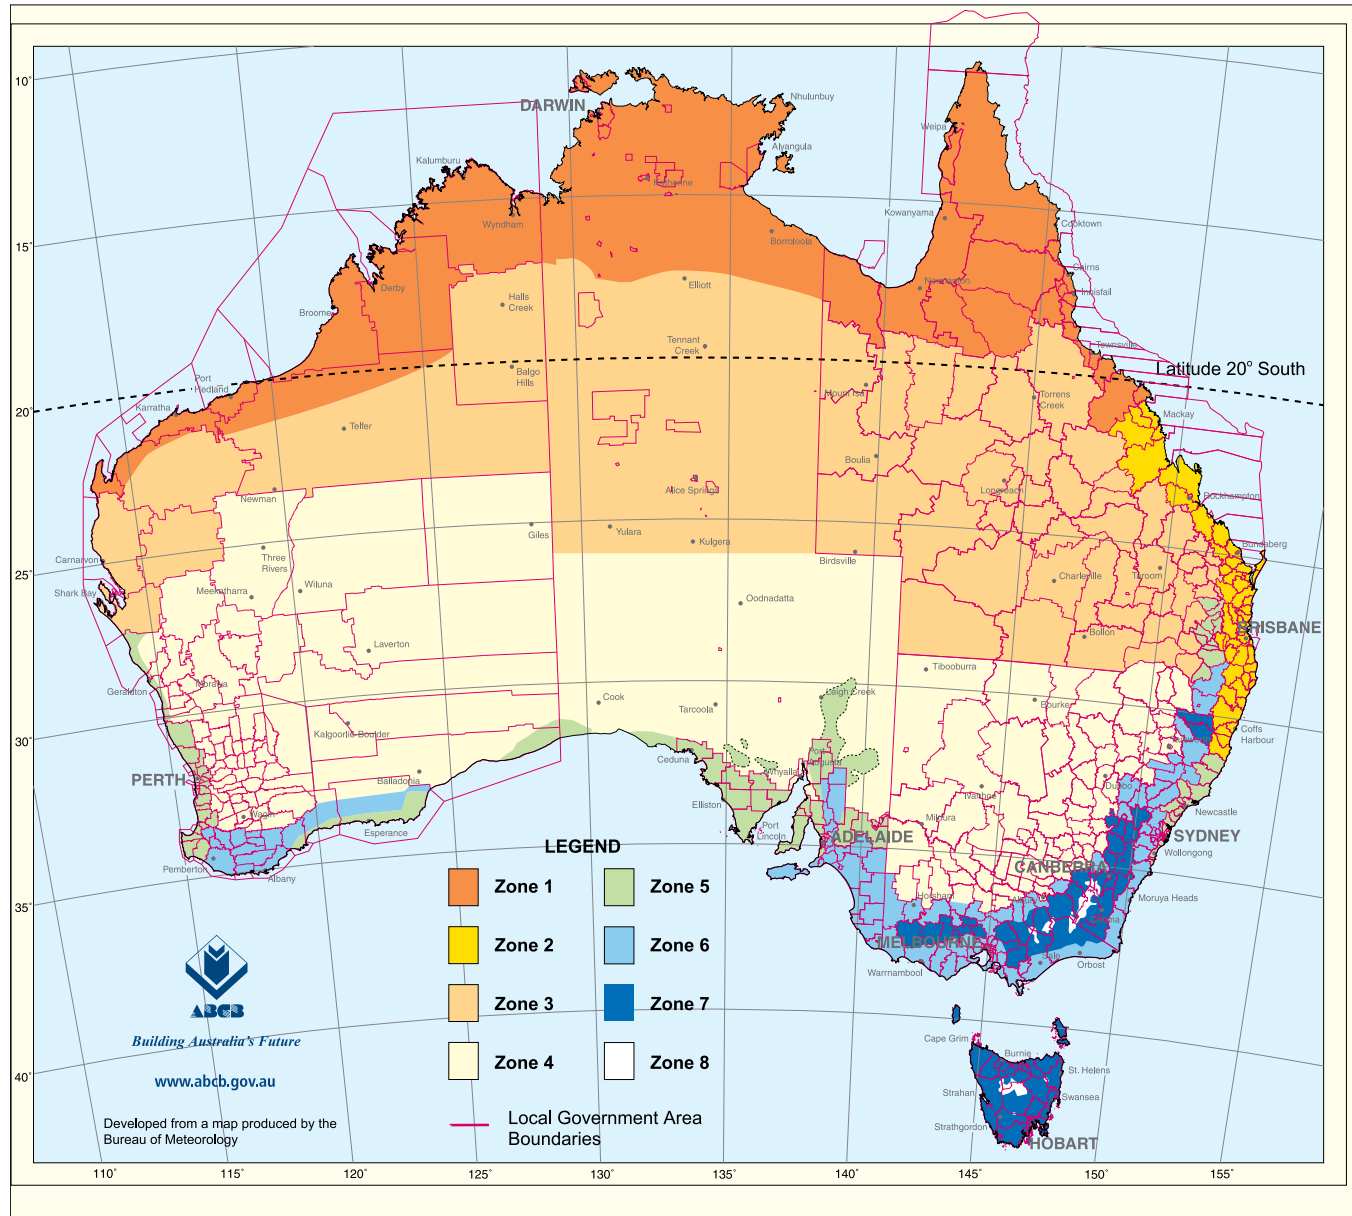 10°
15°
20°
25°
30°
35°
40°
110°
115°
120°
125°
130°
135°
140°
145°
150°
155°
DARWIN
Nhulunbuy
Alyangula
Kalumburu
Katherine
Wyndham
Borroloola
Weipa
Kowanyama
Cooktown
Cairns
Innisfail
Normanton
Derby
Broome
Halls
Creek
Elliott
Tennant
Creek
Balgo
Hills
Townsville
Latitude 20° South
Port
Hedland
Karratha
Telfer
Mount Isa
Torrens
Creek
Mackay
Boulia
Newman
Alice Springs
Longreach
Rockhampton
Giles
Yulara
Kulgera
Birdsville
Bundaberg
Carnarvon
Three
Rivers
Shark Bay
Meekatharra
Wiluna
Oodnadatta
Charleville
Taroom
BRISBANE
Laverton
Bollon
Tibooburra
Geraldton
Morawa
Cook
Tarcoola
Leigh Creek
Bourke
Kalgoorlie-Boulder
Coffs
Harbour
Ceduna
Port
Augusta
Whyalla
PERTH
Balladonia
Ivanhoe
Dubbo
Elliston
Newcastle
Wagin
Esperance
Port
Lincoln
ADELAIDE
Mildura
SYDNEY
Wollongong
Pemberton
Albany
CANBERRA
Horsham
Albury
Moruya Heads
Cooma
MELBOURNE
Sale
Orbost
Warrnambool
LEGEND
Zone 1
Zone 5
Zone 2
Zone 6
Zone 3
Zone 7
Zone 4
Zone 8
Local Government Area
Boundaries
ABCB
Building Australia's Future
www.abcb.gov.au
Developed from a map produced by the
Bureau of Meteorology
Cape Grim
Burnie
St. Helens
Strahan
Swansea
Strathgordon
HOBART